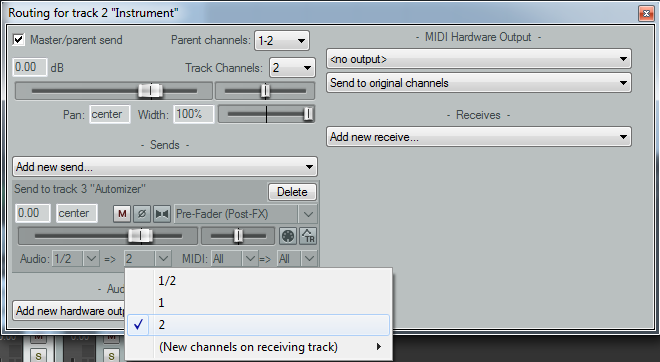 Routing for track 2 "Instrument"
Master/parent send
Parent channels:
1-2
0.00
dB
Track Channels:
2
Pan:
center
Width:
100%
- Sends -
Add new send...
Send to track 3 "Automizer"
Delete
0.00
center
M
Ø
Pre-Fader (Post-FX)
TR
Audio:
1/2
=>
2
MIDI:
All
=>
All
- Au
Add new hardware outp
1/2
1
2
(New channels on receiving track)
- MIDI Hardware Output -
<no output>
Send to original channels
- Receives -
Add new receive...
M
S
M
S